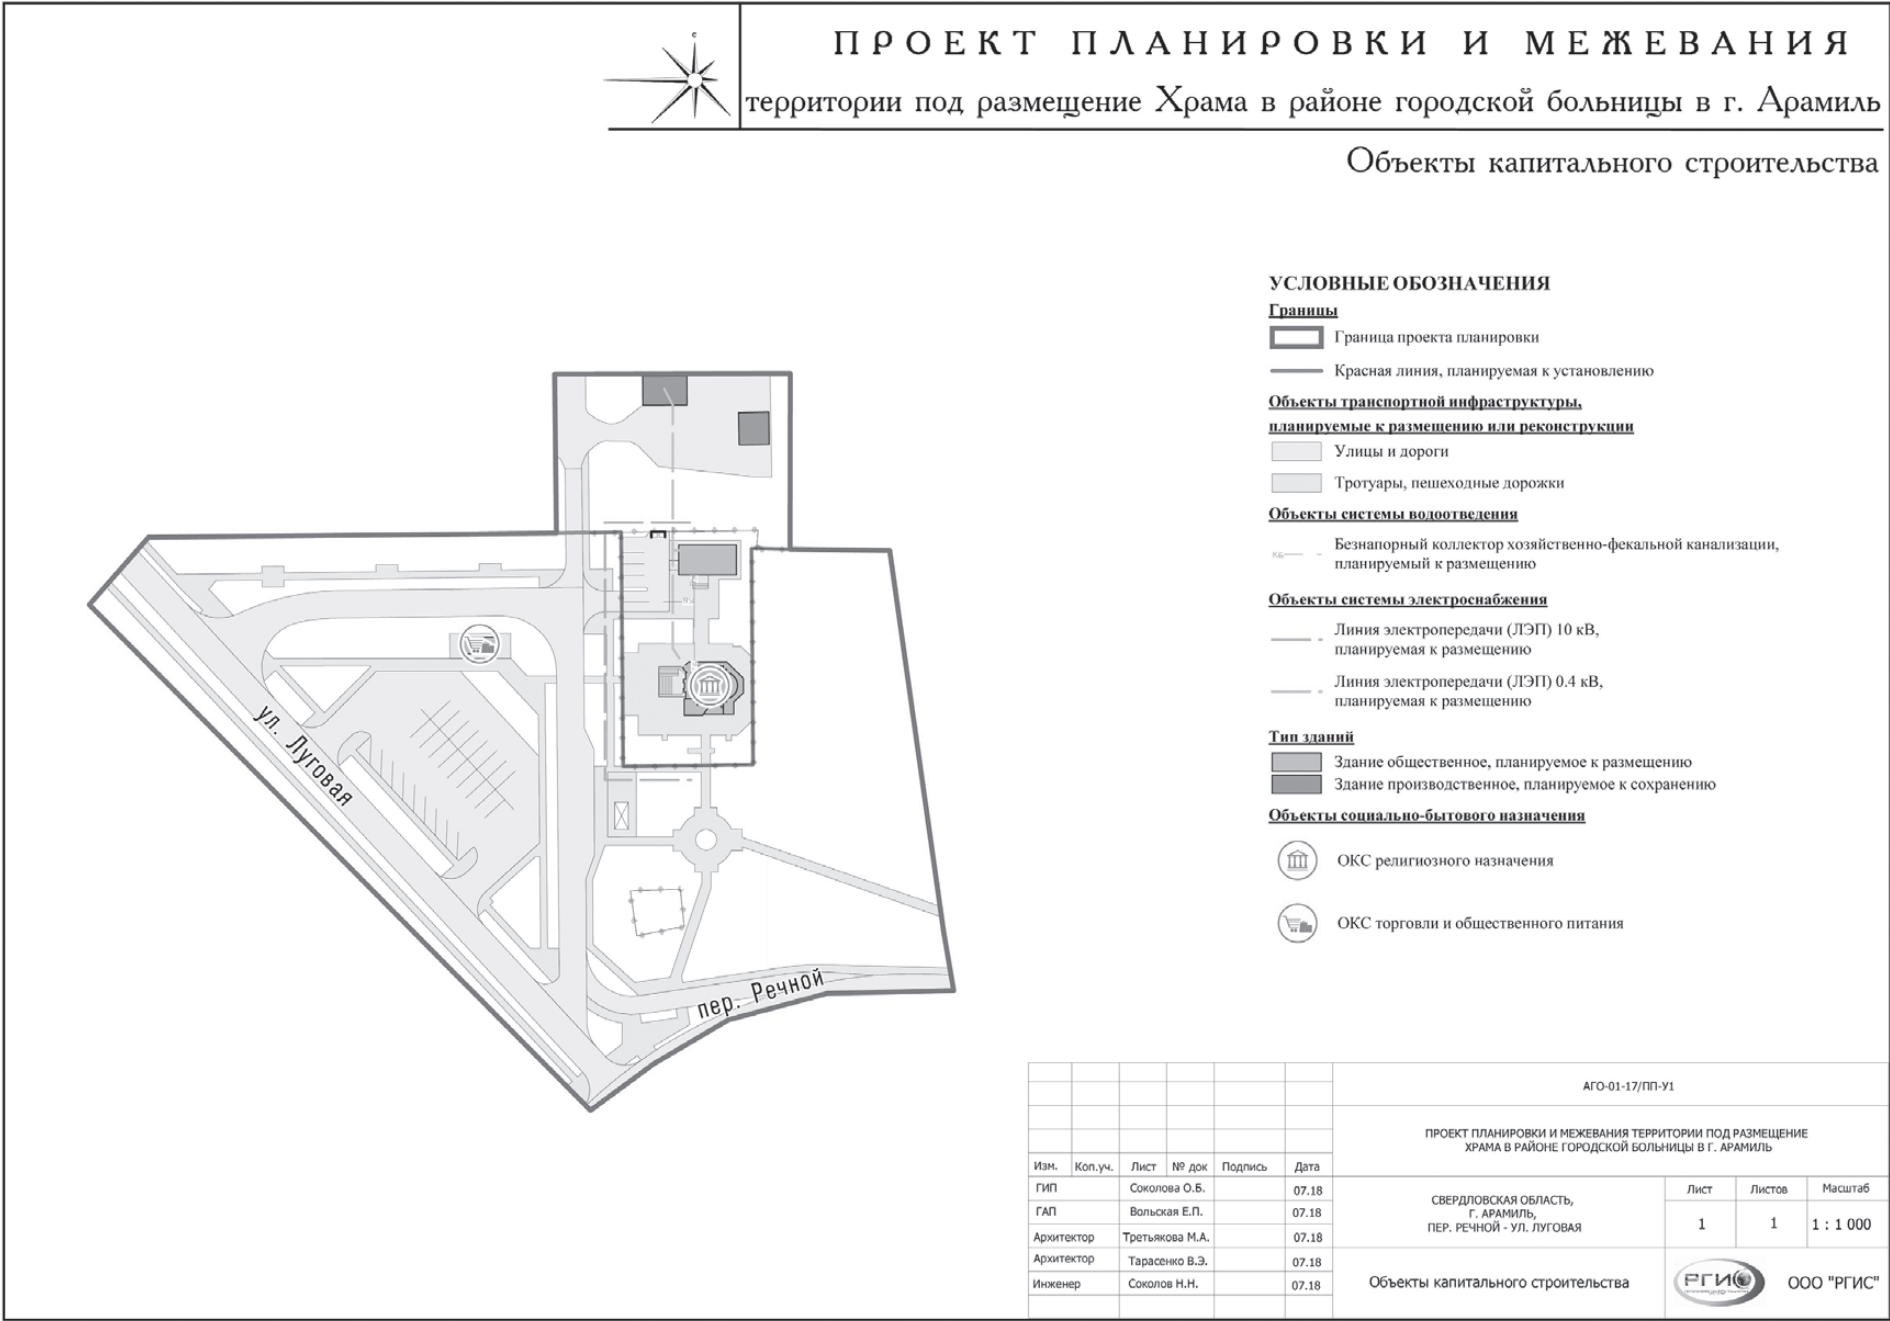 С
ПРОЕКТ ПЛАНИРОВКИ И МЕЖЕВАНИЯ
территории под размещение Храма в районе городской больницы в г. Арамиль
Объекты капитального строительства
УСЛОВНЫЕ ОБОЗНАЧЕНИЯ
Границы
Граница проекта планировки
Красная линия, планируемая к установлению
Объекты транспортной инфраструктуры,
планируемые к размещению или реконструкции
Улицы и дороги
Тротуары, пешеходные дорожки
Объекты системы водоотведения
Безнапорный коллектор хозяйственно-фекальной канализации,
планируемый к размещению
Объекты системы электроснабжения
Линия электропередачи (ЛЭП) 10 кВ,
планируемая к размещению
Линия электропередачи (ЛЭП) 0.4 кВ,
планируемая к размещению
Тип зданий
Здание общественное, планируемое к размещению
Здание производственное, планируемое к сохранению
Объекты социально-бытового назначения
ОКС религиозного назначения
ОКС торговли и общественного питания
ул. Луговая
пер. Речной
АГО-01-17/ПП-У1
ПРОЕКТ ПЛАНИРОВКИ И МЕЖЕВАНИЯ ТЕРРИТОРИИ ПОД РАЗМЕЩЕНИЕ
ХРАМА В РАЙОНЕ ГОРОДСКОЙ БОЛЬНИЦЫ В Г. АРАМИЛЬ
Изм. Кол.уч. Лист № док Подпись Дата
ГИП Соколова О.Б. 07.18
ГАП Вольская Е.П. 07.18
Архитектор Третьякова М.А. 07.18
Архитектор Тарасенко В.Э. 07.18
Инженер Соколов Н.Н. 07.18
СВЕРДЛОВСКАЯ ОБЛАСТЬ,
Г. АРАМИЛЬ,
ПЕР. РЕЧНОЙ - УЛ. ЛУГОВАЯ
Лист Листов Масштаб
1 1 1 : 1 000
Объекты капитального строительства
РГИС
ООО "РГИС"